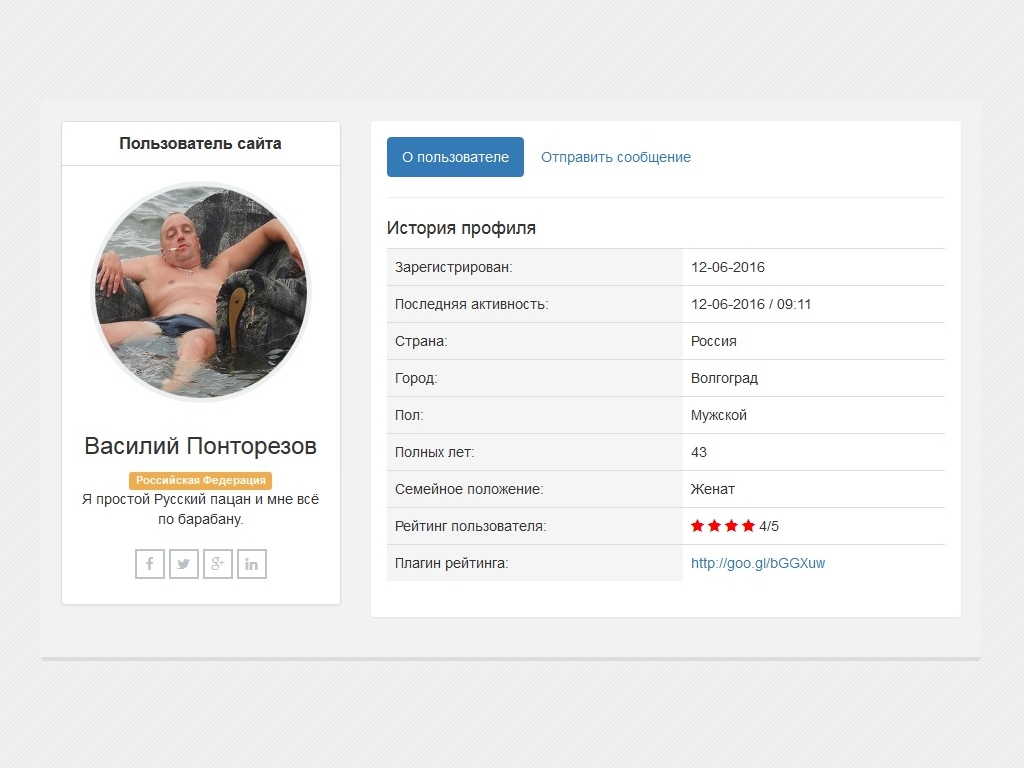 Пользователь сайта
Василий Понторезов
Российская Федерация
Я простой Русский пацан и мне всё
по барабану.
О пользователе
Отправить сообщение
История профиля
Зарегистрирован: 12-06-2016
Последняя активность: 12-06-2016 / 09:11
Страна: Россия
Город: Волгоград
Пол: Мужской
Полных лет: 43
Семейное положение: Женат
Рейтинг пользователя: 4/5
Плагин рейтинга: http://goo.gl/bGGXuw